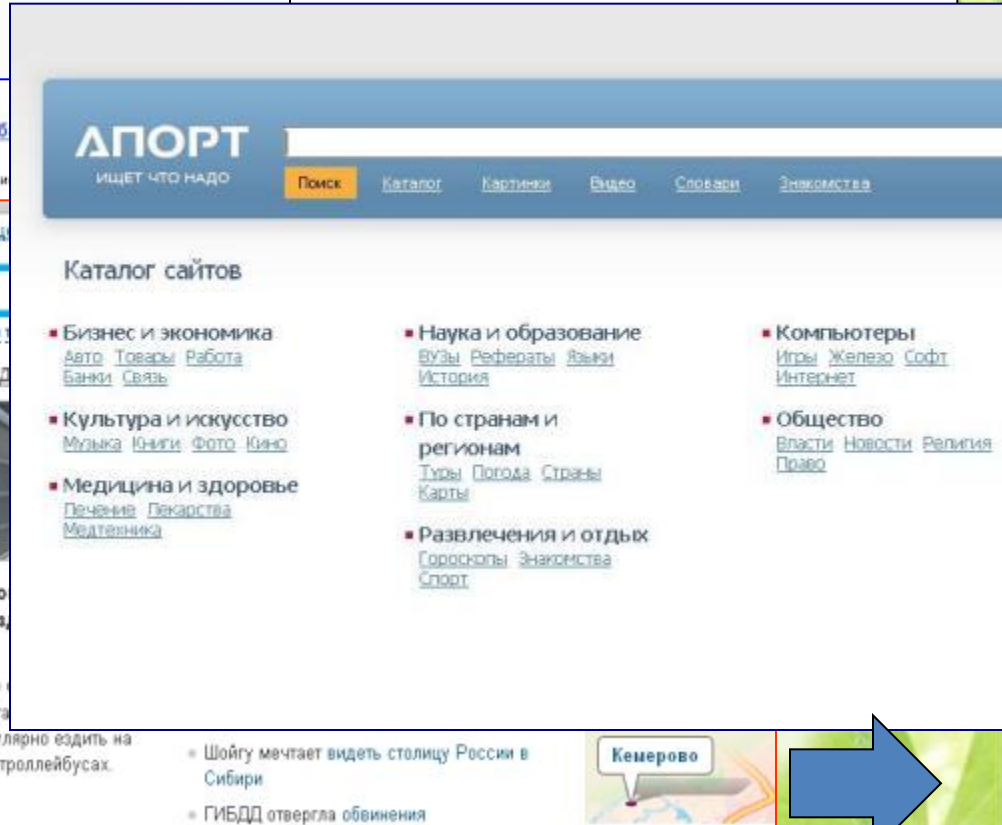 АПОРТ
ИЩЕТ ЧТО НАДО
Поиск Каталог Картинки Видео Словари Знакомства
Каталог сайтов
Бизнес и экономика
Авто Товары Работа
Банки Связь
Культура и искусство
Музыка Книги Фото Кино
Медицина и здоровье
Лечение Лекарства
Медтехника
Наука и образование
ВУЗы Рефераты Языки
История
По странам и
регионам
Туры Погода Страны
Карты
Развлечения и отдых
Гороскопы Знакомства
Спорт
Компьютеры
Игры Железо Софт
Интернет
Общество
Власти Новости Религия
Право
ездить на
троллейбусах.
Шойгу мечтает видеть столицу России в
Сибири
ГИБДД отвергла обвинения
Кемерово